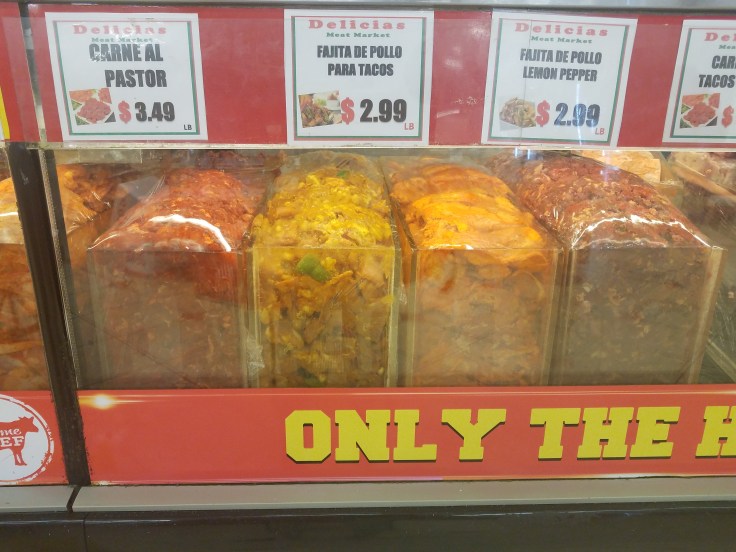 Delicias
Meat Market
CARNE AL
PASTOR
$3.49
LB
Delicias
Meat Market
FAJITA DE POLLO
PARA TACOS
$2.99
LB
Delicias
Meat Market
FAJITA DE POLLO
LEMON PEPPER
$2.99
LB
TACOS
$
ONLY THE H